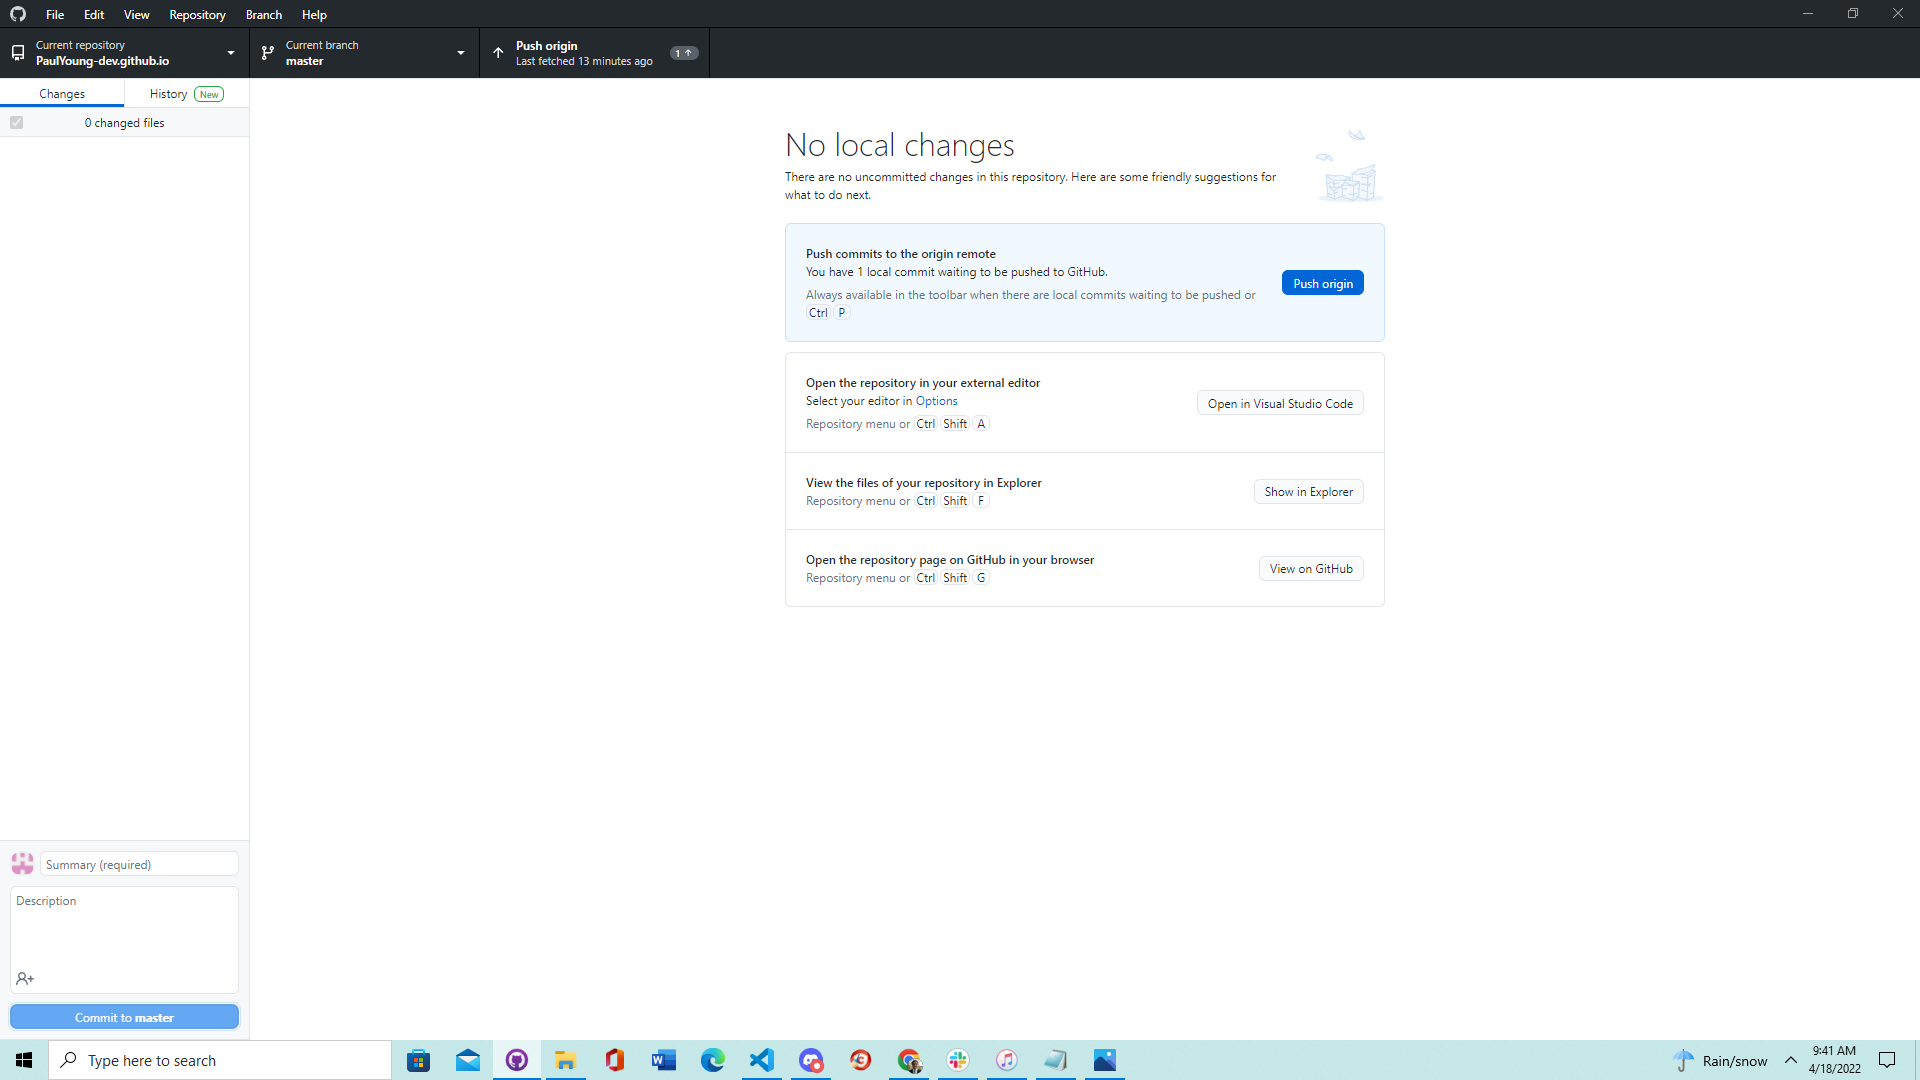 File Edit View Repository Branch Help
Current repository
PaulYoung-dev.github.io
Current branch
master
Push origin
Last fetched 13 minutes ago
1
Changes
History New
0 changed files
No local changes
There are no uncommitted changes in this repository. Here are some friendly suggestions for
what to do next.
Push commits to the origin remote
You have 1 local commit waiting to be pushed to GitHub.
Always available in the toolbar when there are local commits waiting to be pushed or
Ctrl P
Push origin
Open the repository in your external editor
Select your editor in Options
Repository menu or Ctrl Shift A
Open in Visual Studio Code
View the files of your repository in Explorer
Repository menu or Ctrl Shift F
Show in Explorer
Open the repository page on GitHub in your browser
Repository menu or Ctrl Shift G
View on GitHub
Summary (required)
Description
Commit to master
Type here to search
Rain/snow
9:41 AM
4/18/2022